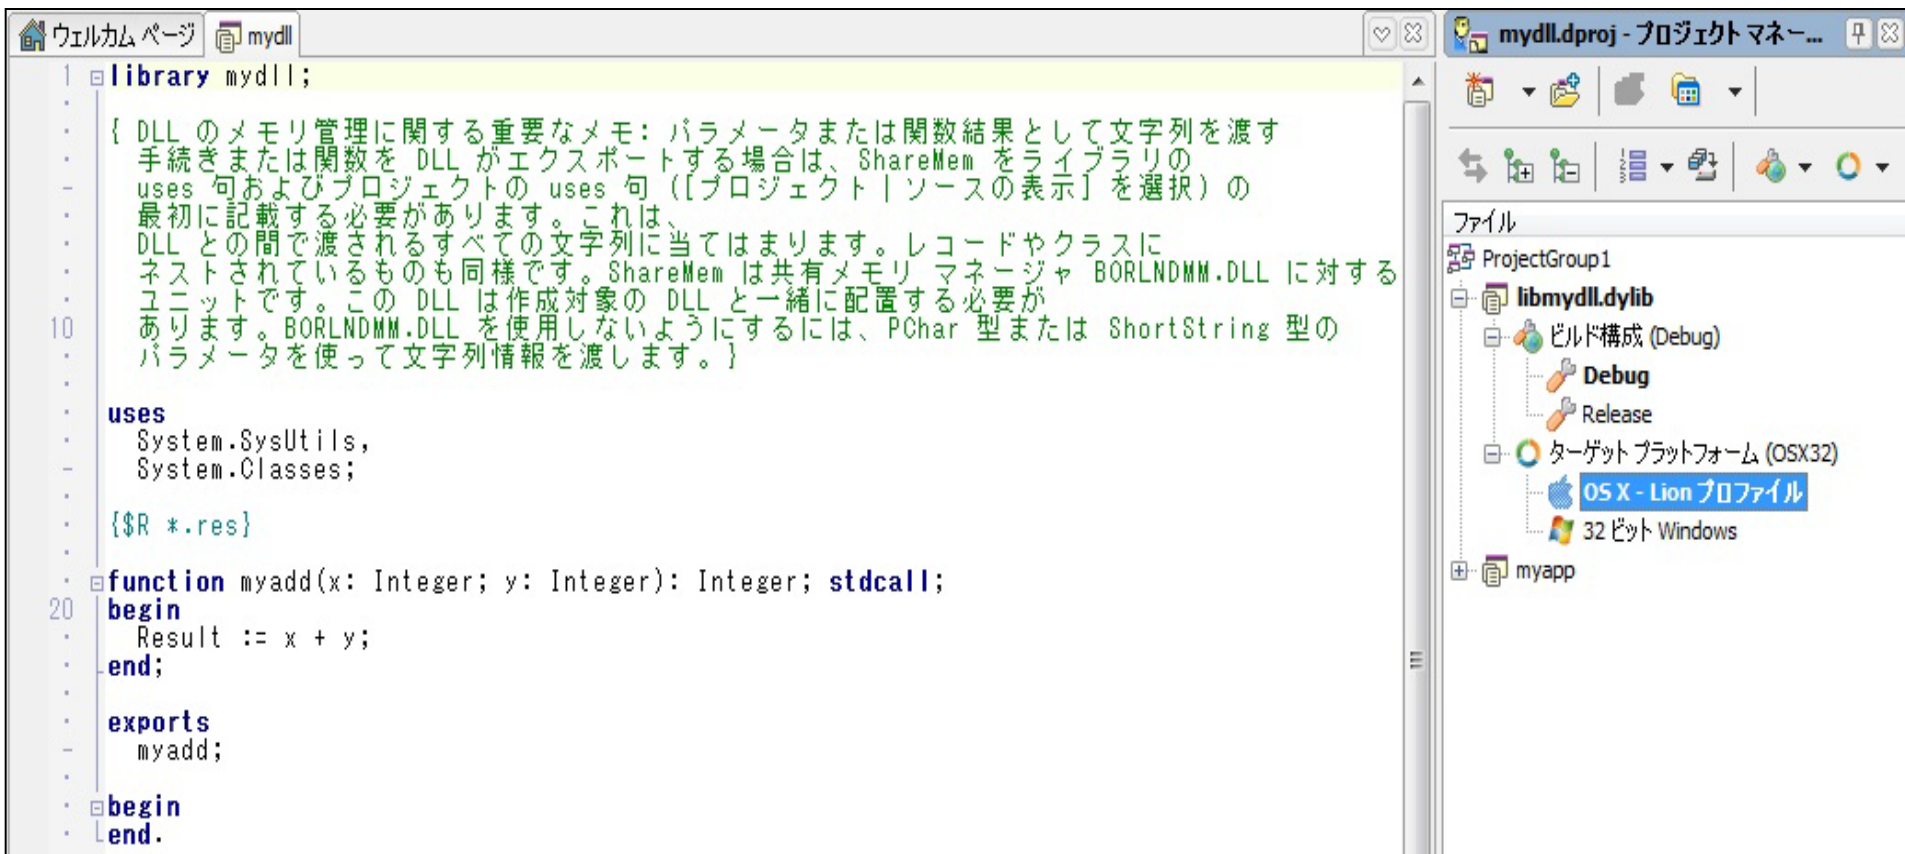 ウェルカム ページ
mydll
1 library mydll;
{ DLL のメモリ管理に関する重要なメモ: パラメータまたは関数結果として文字列を渡す
手続きまたは関数を DLL がエクスポートする場合は、ShareMem をライブラリの
uses 句およびプロジェクトの uses 句 ([プロジェクト | ソースの表示] を選択) の
最初に記載する必要があります。これは、
DLL との間で渡されるすべての文字列に当てはまります。レコードやクラスに
ネストされているものも同様です。ShareMem は共有メモリ マネージャ BORLNDMM.DLL に対する
ユニットです。この DLL は作成対象の DLL と一緒に配置する必要が
10 あります。BORLNDMM.DLL を使用しないようにするには、PChar 型または ShortString 型の
パラメータを使って文字列情報を渡します。}
uses
System.SysUtils,
System.Classes;
{$R *.res}
function myadd(x: Integer; y: Integer): Integer; stdcall;
20 begin
Result := x + y;
end;
exports
myadd;
begin
end.
mydll.dproj - プロジェクト マネー...
ファイル
ProjectGroup1
libmydll.dylib
ビルド構成 (Debug)
Debug
Release
ターゲット プラットフォーム (OSX32)
OS X - Lion プロファイル
32 ビット Windows
myapp